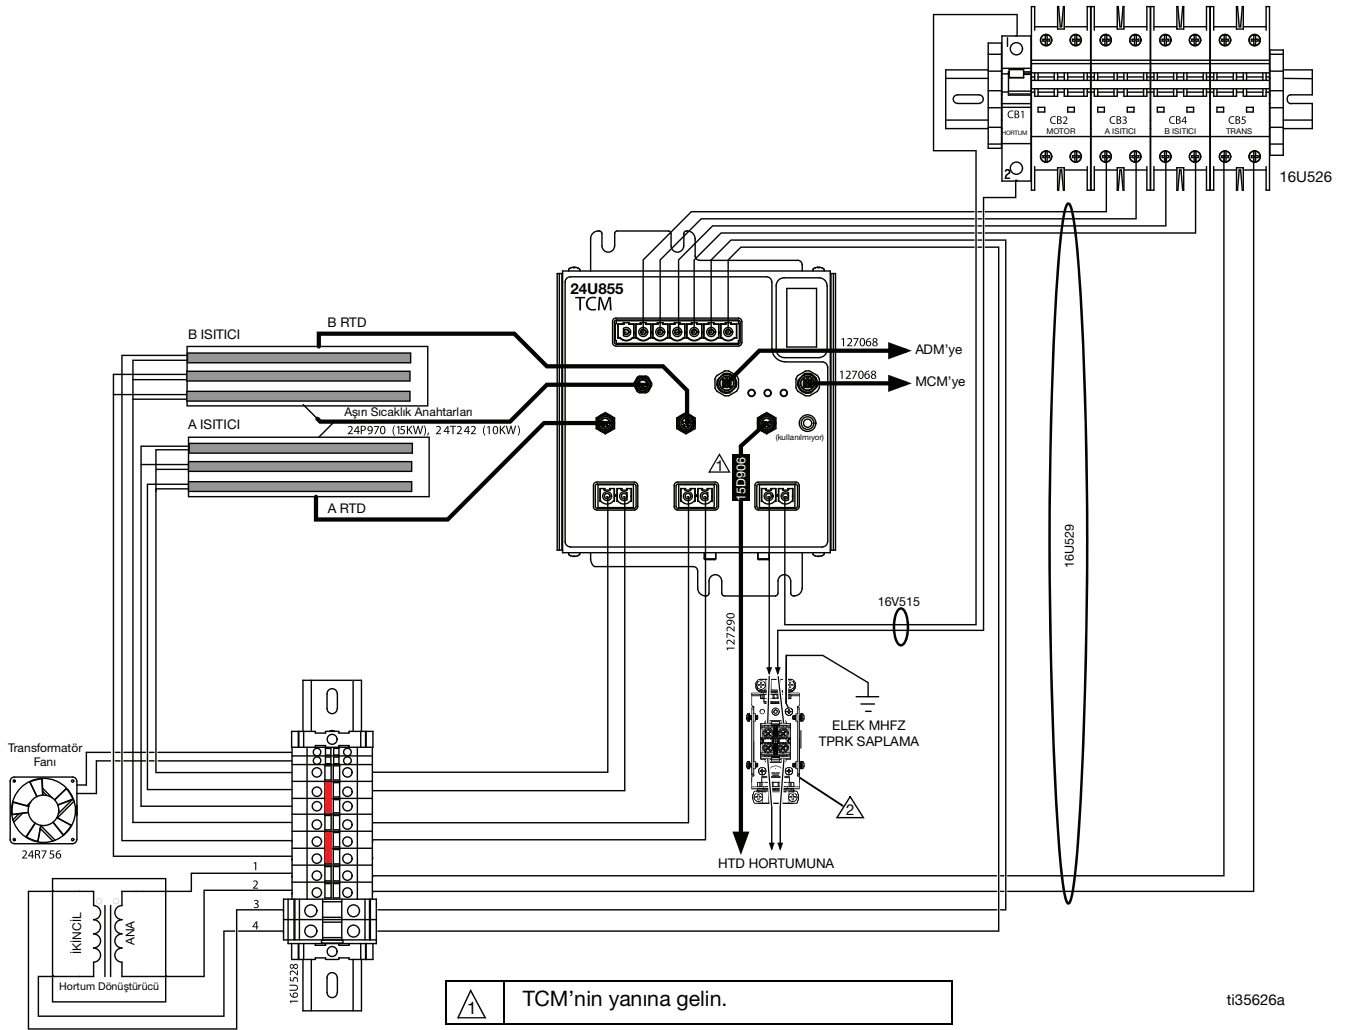 1
CB1
HORTUM
2
CB2
MOTOR
CB3
A ISITICI
CB4
B ISITICI
CB5
TRANS
16U526
24U855
TCM
B RTD
B ISITICI
127068
ADM'ye
127068
MCM'ye
Aşırı Sıcaklık Anahtarları
24P970 (15KW), 24T242 (10KW)
A ISITICI
(kullanılmıyor)
1
15D906
A RTD
16U529
16V515
127290
ELEK MHFZ
TPRK SAPLAMA
Transformatör
Fanı
2
24R756
HTD HORTUMUNA
1
2
3
4
İKİNCİL
ANA
Hortum Dönüştürücü
16U528
1
TCM'nin yanına gelin.
ti35626a